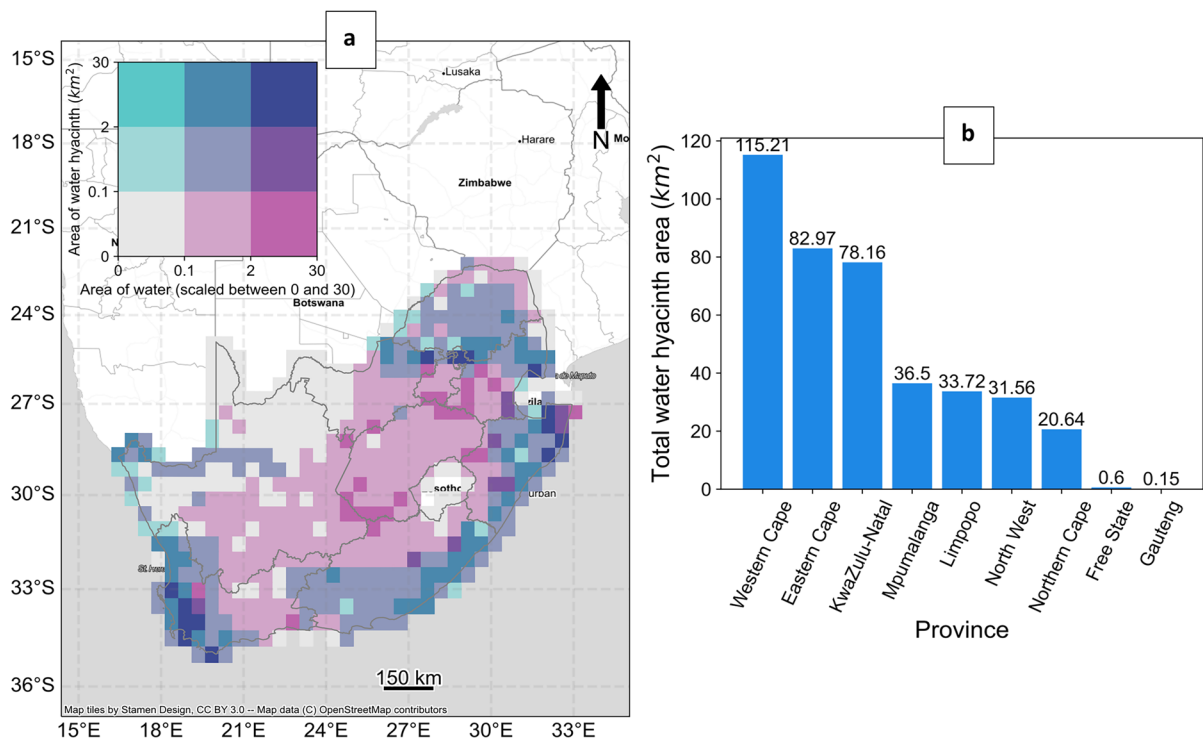 a
15°S
18°S
21°S
24°S
27°S
30°S
33°S
36°S
15°E
18°E
21°E
24°E
27°E
30°E
33°E
Area of water hyacinth (km²)
30
2
0.1
0
0
0.1
2
30
Area of water (scaled between 0 and 30)
Lusaka
Harare
N
Mo
Zimbabwe
N
Botswana
sotho
urban
150 km
Map tiles by Stamen Design, CC BY 3.0 -- Map data (C) OpenStreetMap contributors
b
Total water hyacinth area (km²)
120
100
80
60
40
20
0
115.21
82.97
78.16
36.5
33.72
31.56
20.64
0.6
0.15
Western Cape
Eastern Cape
KwaZulu-Natal
Mpumalanga
Limpopo
North West
Northern Cape
Free State
Gauteng
Province